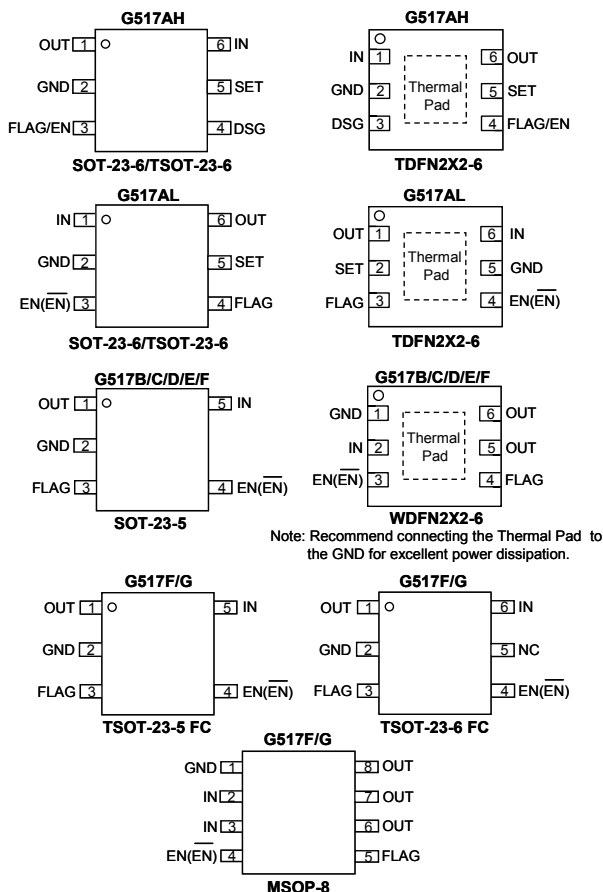 G517AH
OUT 1 6 IN
GND 2 5 SET
FLAG/EN 3 4 DSG
SOT-23-6/TSOT-23-6
G517AH
IN 1 6 OUT
GND 2 5 SET
DSG 3 4 FLAG/EN
Thermal
Pad
TDFN2X2-6
G517AL
IN 1 6 OUT
GND 2 5 SET
EN(E̅N̅) 3 4 FLAG
SOT-23-6/TSOT-23-6
G517AL
OUT 1 6 IN
SET 2 5 GND
FLAG 3 4 EN(E̅N̅)
Thermal
Pad
TDFN2X2-6
G517B/C/D/E/F
OUT 1 5 IN
GND 2
FLAG 3 4 EN(E̅N̅)
SOT-23-5
G517B/C/D/E/F
GND 1 6 OUT
IN 2 5 OUT
EN(E̅N̅) 3 4 FLAG
Thermal
Pad
WDFN2X2-6
Note: Recommend connecting the Thermal Pad to
the GND for excellent power dissipation.
G517F/G
OUT 1 5 IN
GND 2
FLAG 3 4 EN(E̅N̅)
TSOT-23-5 FC
G517F/G
OUT 1 6 IN
GND 2 5 NC
FLAG 3 4 EN(E̅N̅)
TSOT-23-6 FC
G517F/G
GND 1 8 OUT
IN 2 7 OUT
IN 3 6 OUT
EN(E̅N̅) 4 5 FLAG
MSOP-8